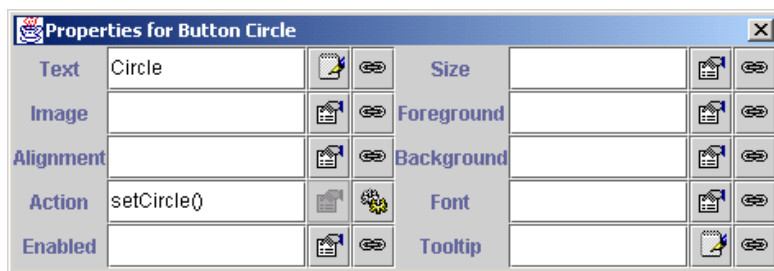 Properties for Button Circle
Text Circle Size
Image Foreground
Alignment Background
Action setCircle() Font
Enabled Tooltip